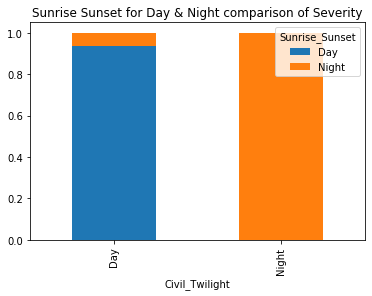 Sunrise Sunset for Day & Night comparison of Severity
1.0
0.8
0.6
0.4
0.2
0.0
Sunrise_Sunset
Day
Night
Day
Night
Civil_Twilight